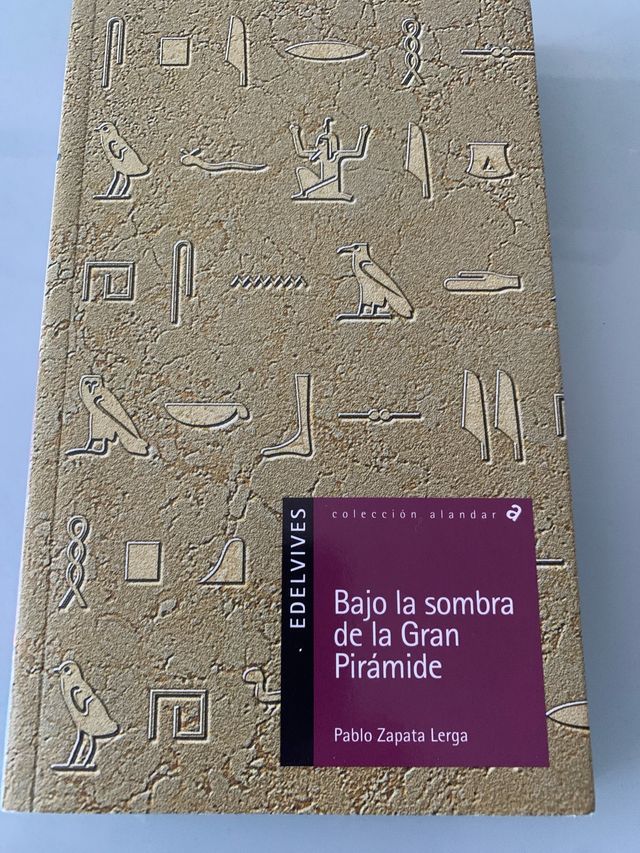 EDELVIVES
colección alandar a
Bajo la sombra
de la Gran
Pirámide
Pablo Zapata Lerga